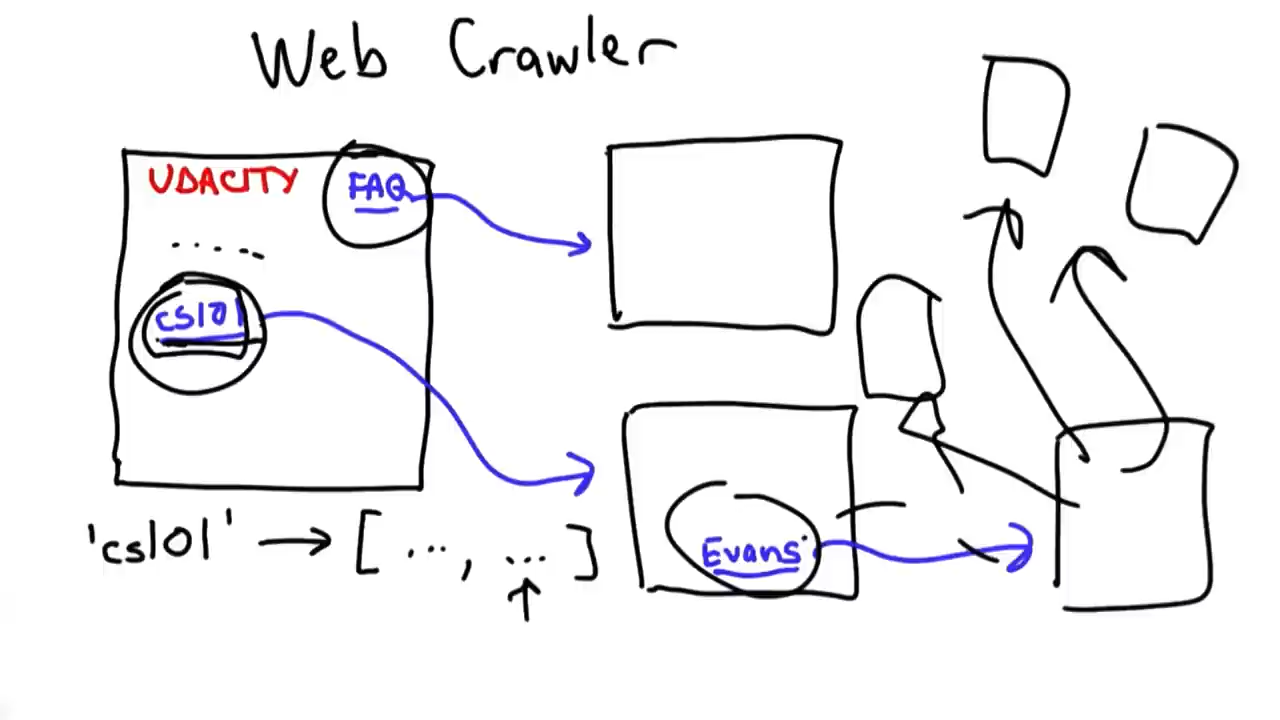 Web Crawler
UDACITY
FAQ
.....
cs101
Evans
'cs101' → [ ..., ... ]